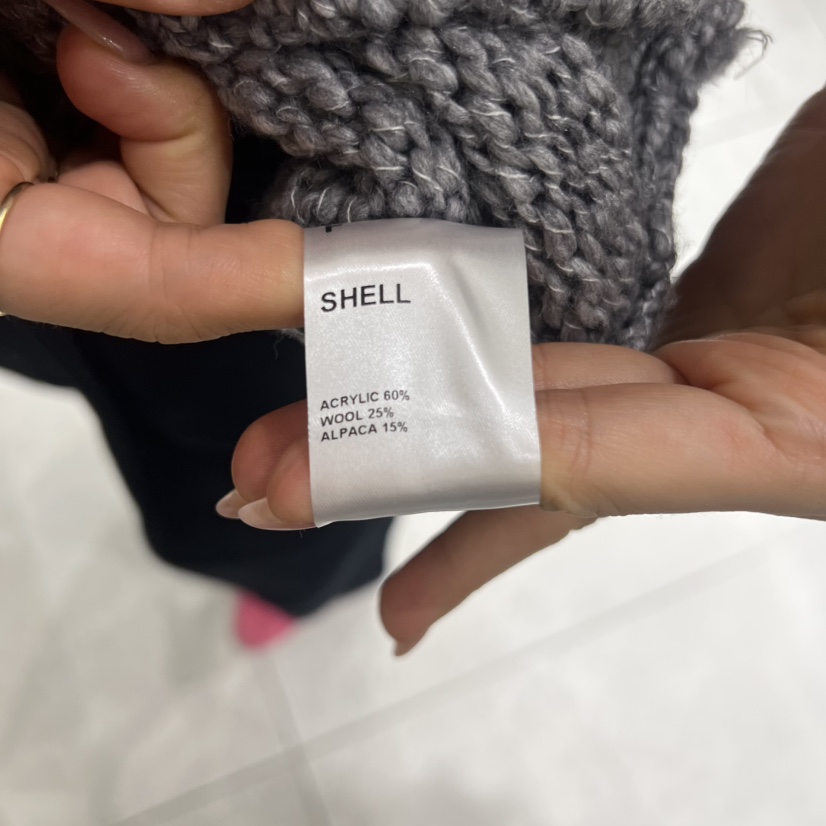 SHELL
ACRYLIC 60%
WOOL 25%
ALPACA 15%